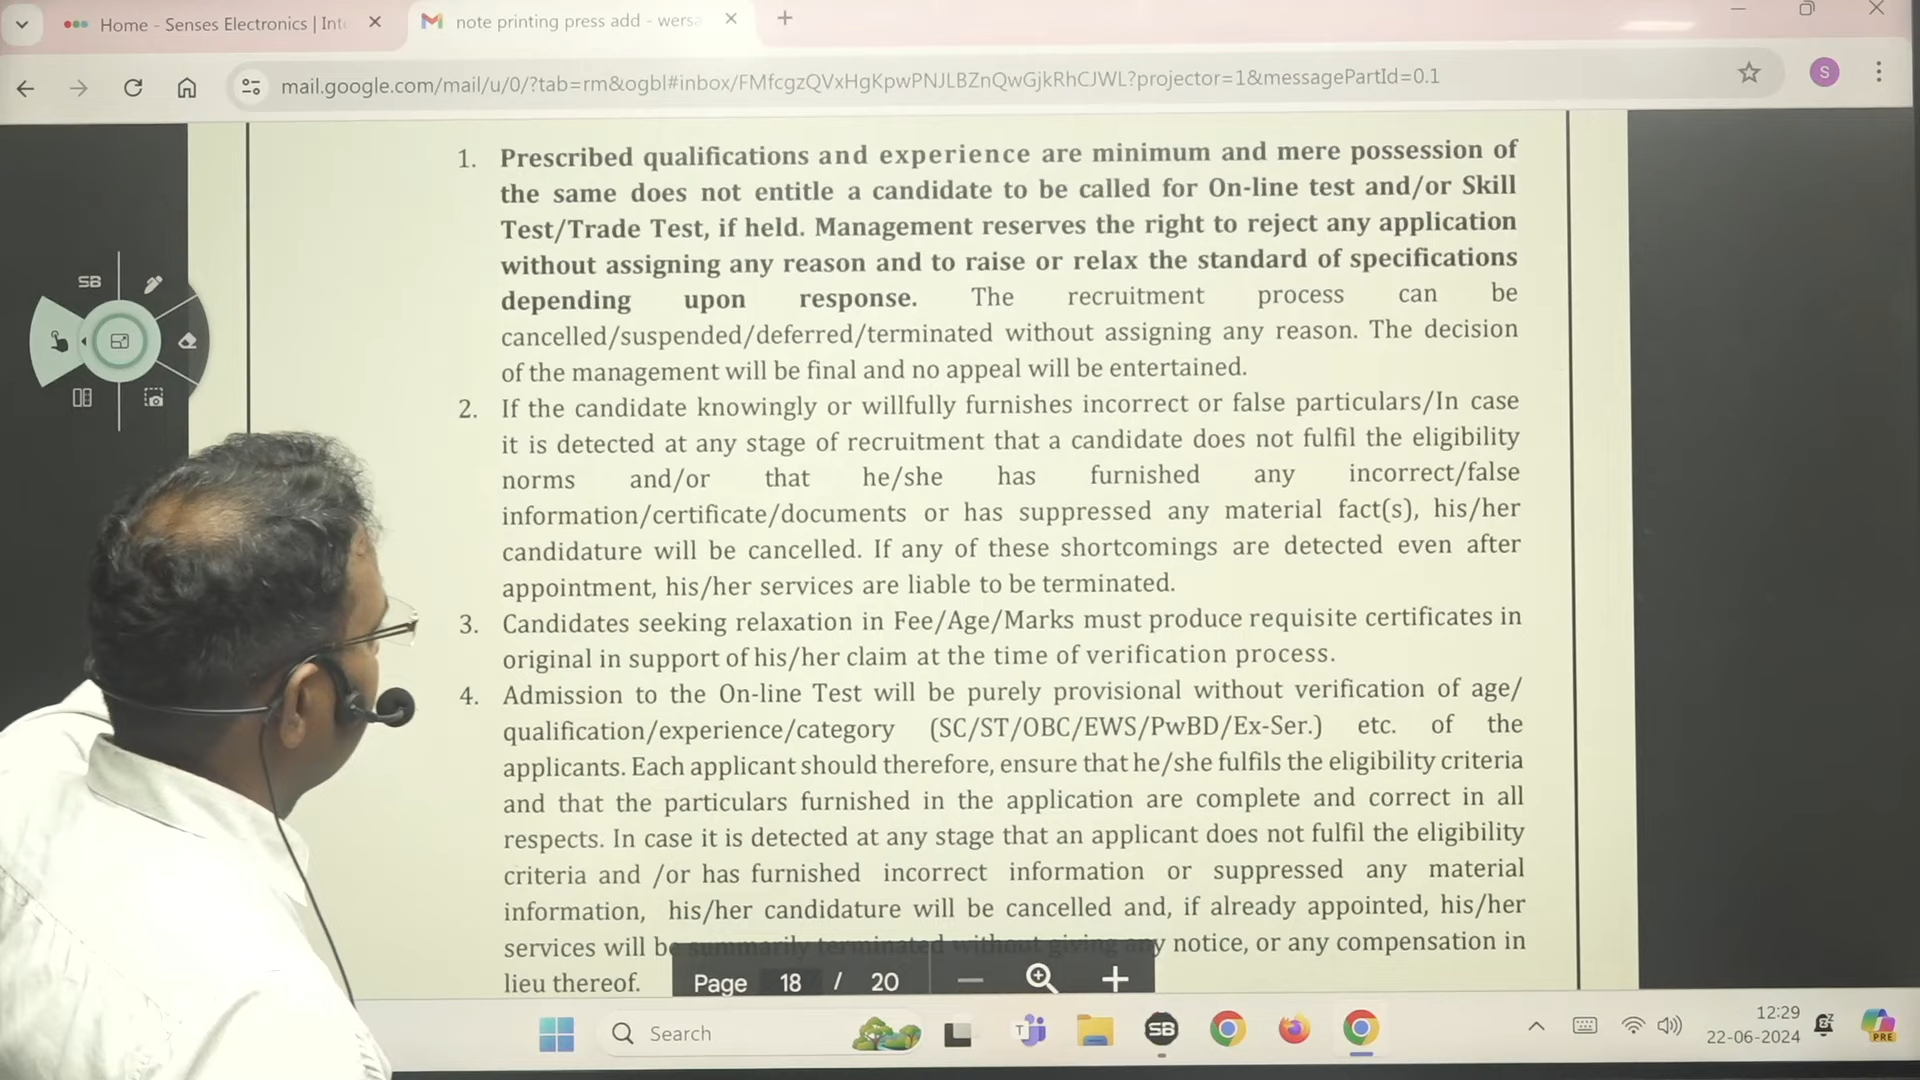 Home - Senses Electronics | Int
note printing press add - wersa
mail.google.com/mail/u/0/?tab=rm&ogbl#inbox/FMfcgzQVxHgKpwPNJLBZnQwGjkRhCJWL?projector=1&messagePartId=0.1
S
1. Prescribed qualifications and experience are minimum and mere possession of
the same does not entitle a candidate to be called for On-line test and/or Skill
Test/Trade Test, if held. Management reserves the right to reject any application
without assigning any reason and to raise or relax the standard of specifications
depending upon response. The recruitment process can be
cancelled/suspended/deferred/terminated without assigning any reason. The decision
of the management will be final and no appeal will be entertained.
2. If the candidate knowingly or willfully furnishes incorrect or false particulars/In case
it is detected at any stage of recruitment that a candidate does not fulfil the eligibility
norms and/or that he/she has furnished any incorrect/false
information/certificate/documents or has suppressed any material fact(s), his/her
candidature will be cancelled. If any of these shortcomings are detected even after
appointment, his/her services are liable to be terminated.
3. Candidates seeking relaxation in Fee/Age/Marks must produce requisite certificates in
original in support of his/her claim at the time of verification process.
4. Admission to the On-line Test will be purely provisional without verification of age/
qualification/experience/category (SC/ST/OBC/EWS/PwBD/Ex-Ser.) etc. of the
applicants. Each applicant should therefore, ensure that he/she fulfils the eligibility criteria
and that the particulars furnished in the application are complete and correct in all
respects. In case it is detected at any stage that an applicant does not fulfil the eligibility
criteria and /or has furnished incorrect information or suppressed any material
information, his/her candidature will be cancelled and, if already appointed, his/her
services will be summarily terminated without giving any notice, or any compensation in
lieu thereof.
SB
Page 18 / 20
Search
T
SB
12:29
22-06-2024
PRE